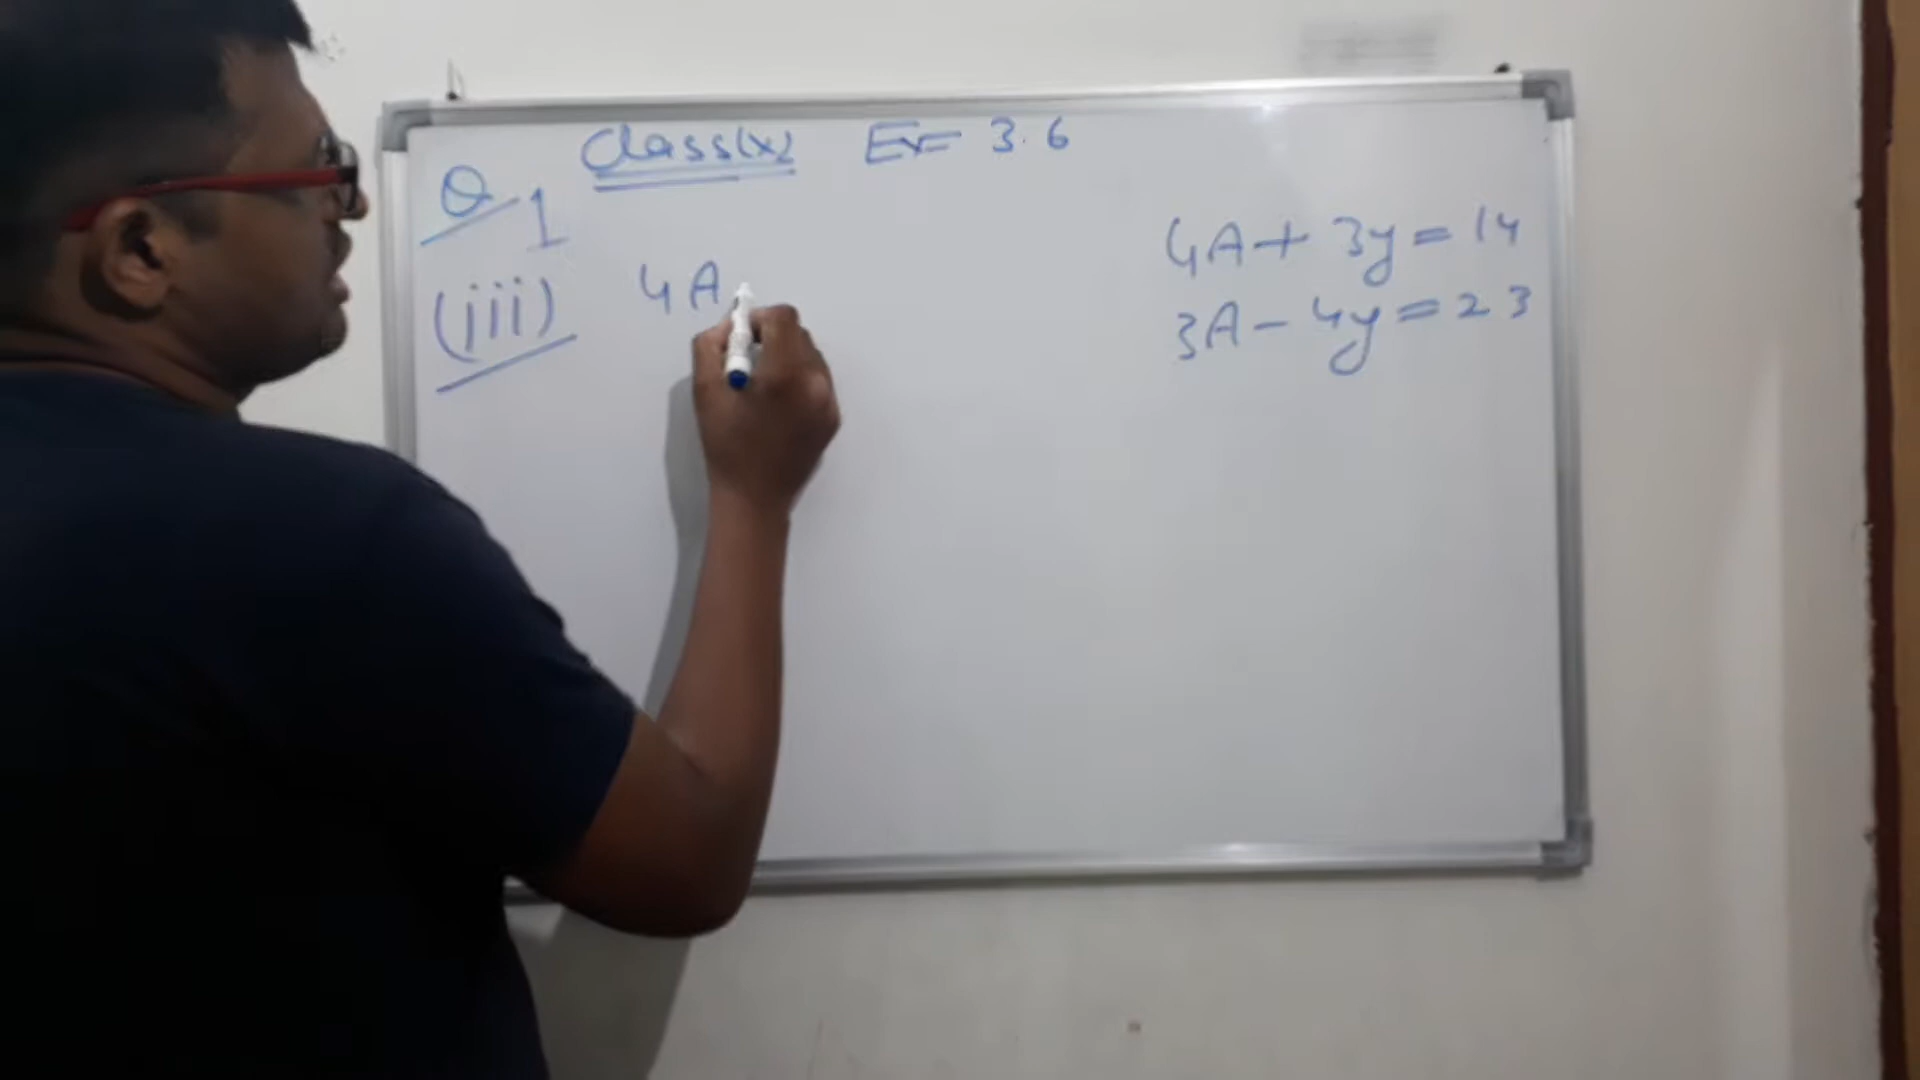 Class(x) Ex= 3.6
Q 1
(iii) 4A
4A + 3y = 14
3A - 4y = 23